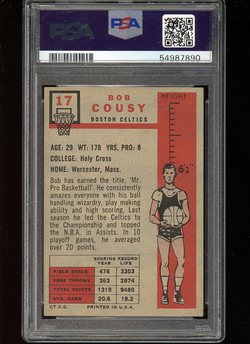 PSA
PSA
54987890
17
BOB
COUSY
BOSTON CELTICS
HEIGHT
6'1"
AGE: 29 WT: 178 YRS. PRO: 8
COLLEGE: Holy Cross
HOME: Worcester, Mass.
Bob has earned the title, 'Mr.
Pro Basketball'. He consistently
amazes everyone with his ball
handling wizardry, play making
ability and high scoring. Last
season he led the Celtics to
the Championship and topped
the N.B.A. in Assists. In 10
playoff games, he averaged
over 20 points.
SCORING RECORD
YEAR LIFE
FIELD GOALS 478 3303
FREE THROWS 363 2874
TOTAL POINTS 1319 9480
AVG. GAME 20.6 18.2
©T.C.G. PRINTED IN U.S.A.